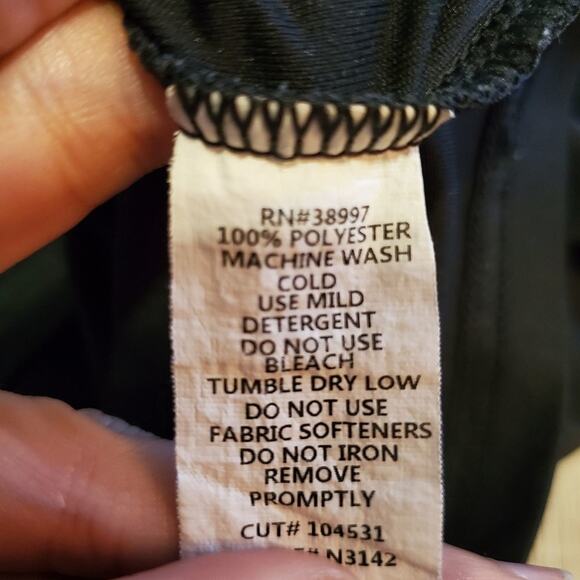 RN#38997
100% POLYESTER
MACHINE WASH
COLD
USE MILD
DETERGENT
DO NOT USE
BLEACH
TUMBLE DRY LOW
DO NOT USE
FABRIC SOFTENERS
DO NOT IRON
REMOVE
PROMPTLY
CUT# 104531
N3142